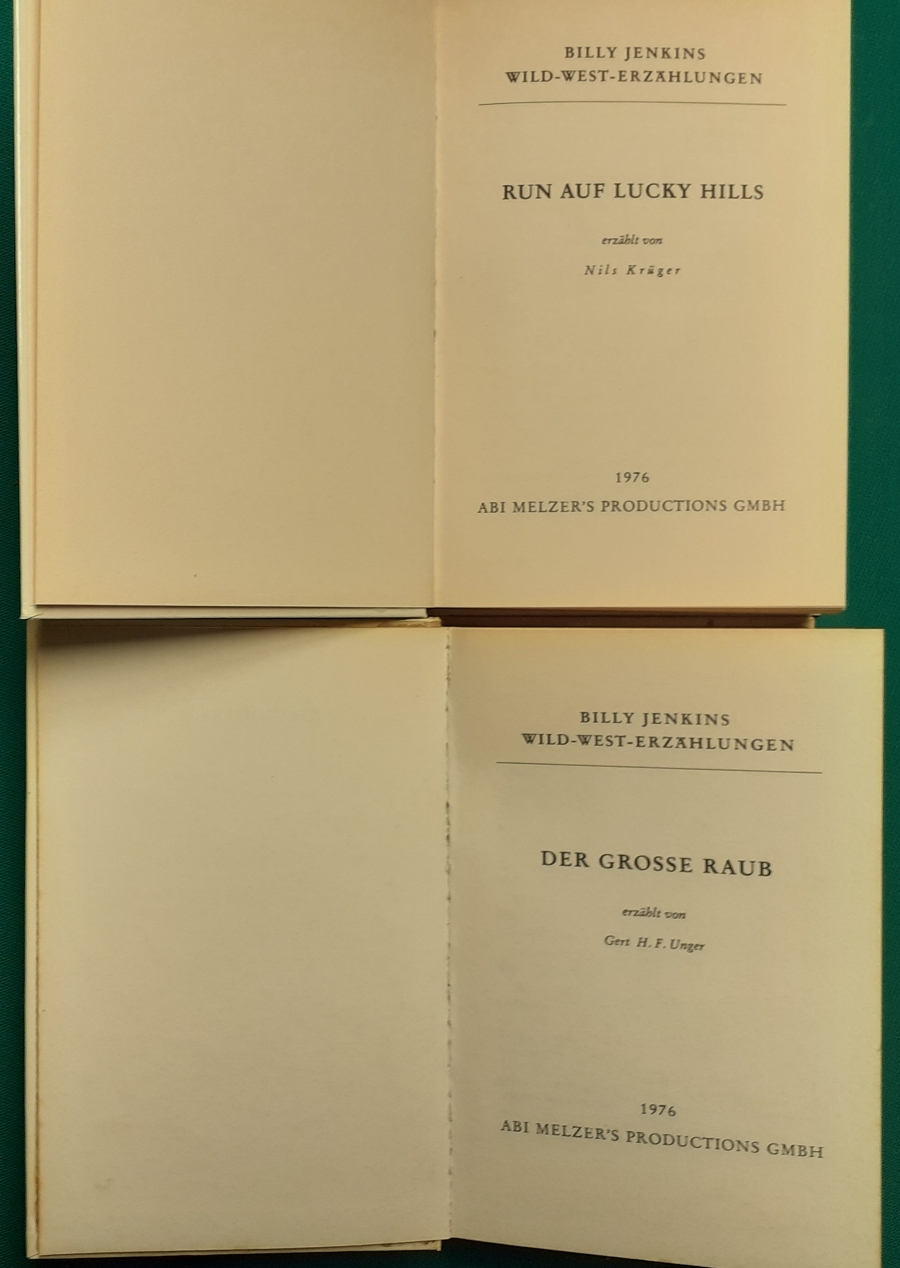 BILLY JENKINS
WILD-WEST-ERZÄHLUNGEN
RUN AUF LUCKY HILLS
erzählt von
Nils Krüger
1976
ABI MELZER'S PRODUCTIONS GMBH
BILLY JENKINS
WILD-WEST-ERZÄHLUNGEN
DER GROSSE RAUB
erzählt von
Gert H. F. Unger
1976
ABI MELZER'S PRODUCTIONS GMBH